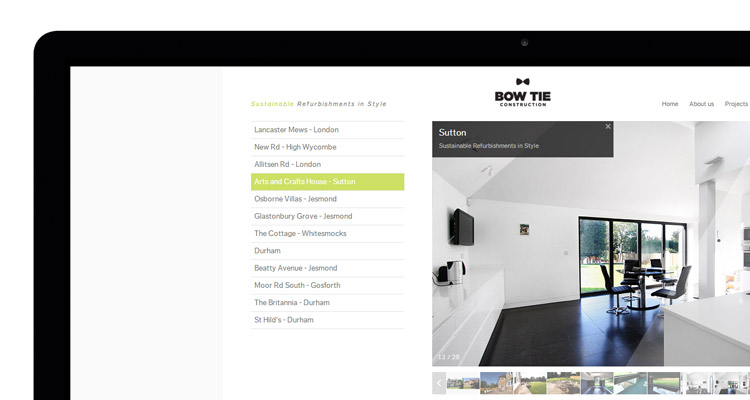 Sustainable Refurbishments in Style
BOW TIE
CONSTRUCTION
Home About us Projects
Lancaster Mews - London
New Rd - High Wycombe
Allitsen Rd - London
Arts and Crafts House - Sutton
Osborne Villas - Jesmond
Glastonbury Grove - Jesmond
The Cottage - Whitesmocks
Durham
Beatty Avenue - Jesmond
Moor Rd South - Gosforth
The Britannia - Durham
St Hild's - Durham
Sutton
Sustainable Refurbishments in Style
12 / 28